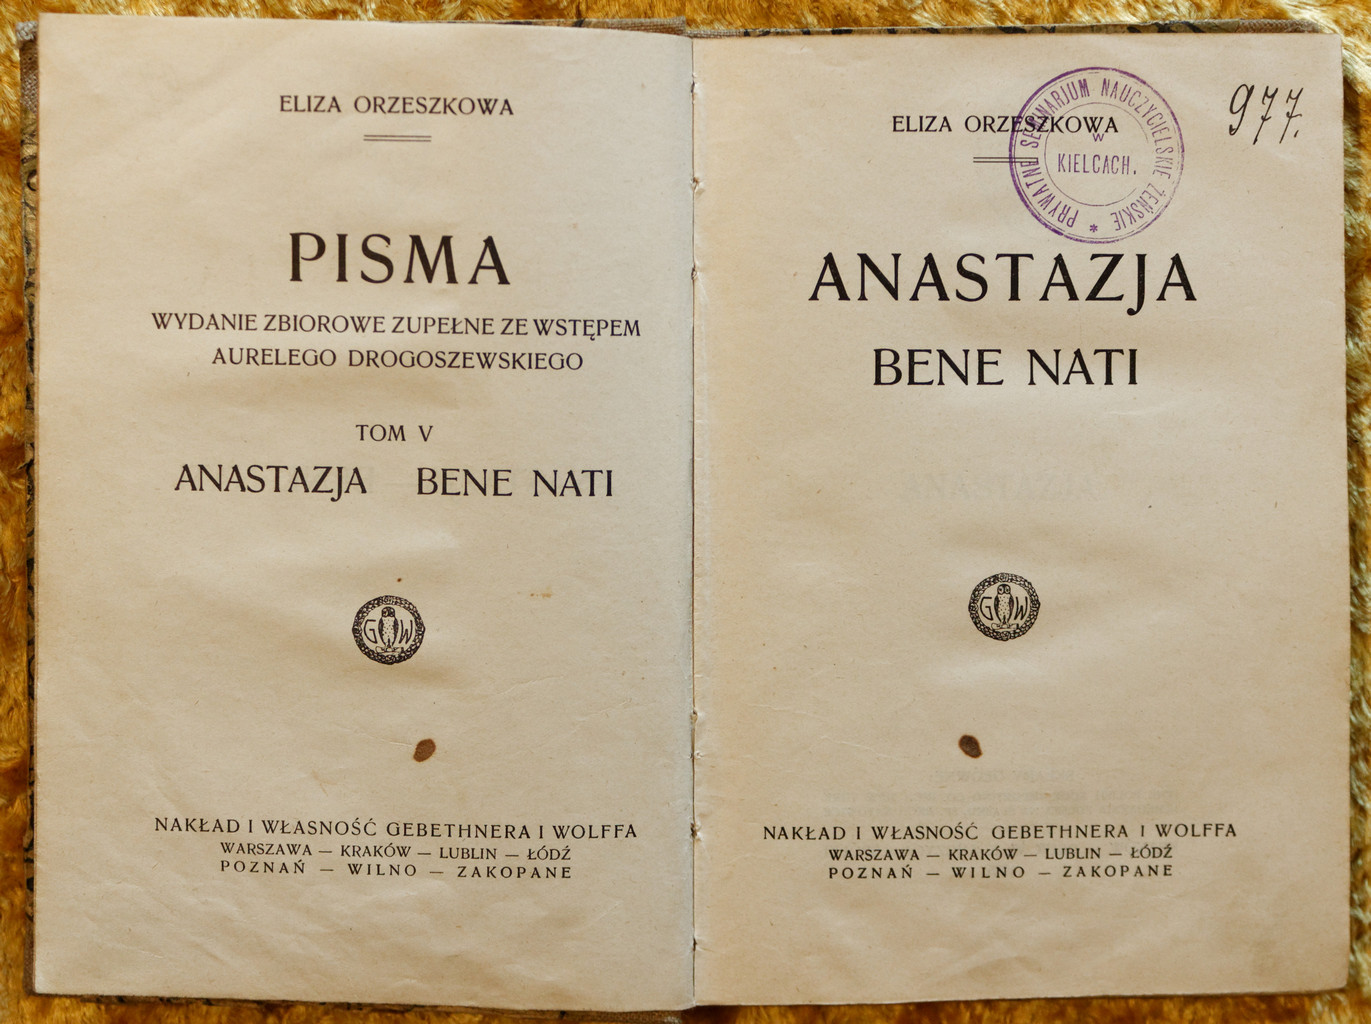 ELIZA ORZESZKOWA
PISMA
WYDANIE ZBIOROWE ZUPEŁNE ZE WSTĘPEM
AURELEGO DROGOSZEWSKIEGO
TOM V
ANASTAZJA BENE NATI
G W
NAKŁAD I WŁASNOŚĆ GEBETHNERA I WOLFFA
WARSZAWA — KRAKÓW — LUBLIN — ŁÓDŹ
POZNAŃ — WILNO — ZAKOPANE
977.
ELIZA ORZESZKOWA
PRYWATNE SEMINARJUM NAUCZYCIELSKIE ŻEŃSKIE *
W
KIELCACH.
ANASTAZJA
BENE NATI
G W
NAKŁAD I WŁASNOŚĆ GEBETHNERA I WOLFFA
WARSZAWA — KRAKÓW — LUBLIN — ŁÓDŹ
POZNAŃ — WILNO — ZAKOPANE